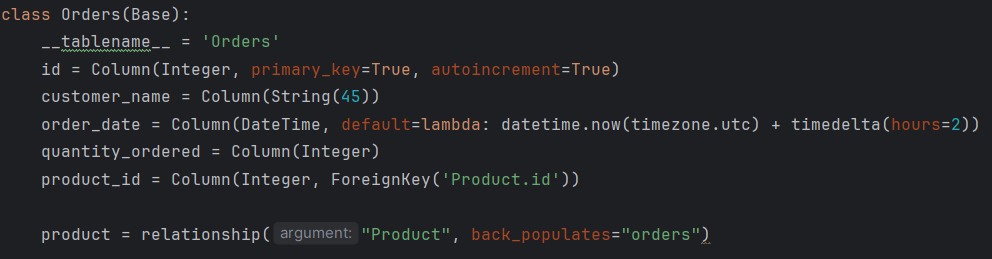 class Orders(Base):
    __tablename__ = 'Orders'
    id = Column(Integer, primary_key=True, autoincrement=True)
    customer_name = Column(String(45))
    order_date = Column(DateTime, default=lambda: datetime.now(timezone.utc) + timedelta(hours=2))
    quantity_ordered = Column(Integer)
    product_id = Column(Integer, ForeignKey('Product.id'))
    product = relationship( argument: "Product", back_populates="orders")